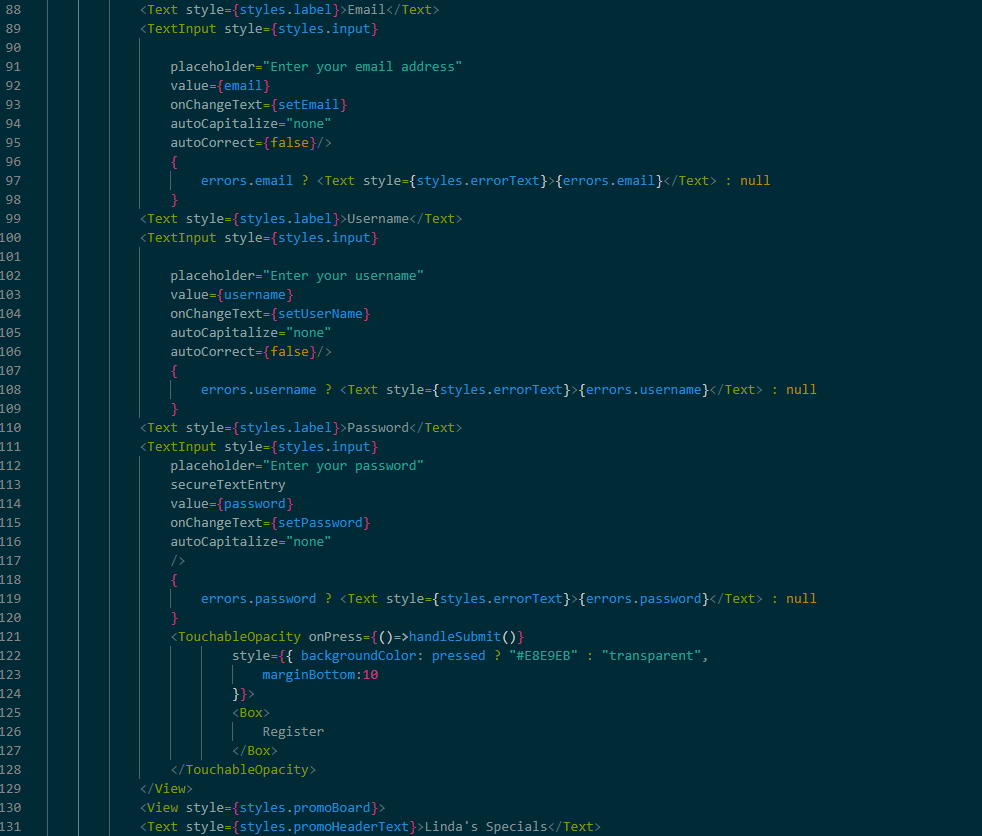 88 <Text style={styles.label}>Email</Text>
89 <TextInput style={styles.input}
90
91 placeholder="Enter your email address"
92 value={email}
93 onChangeText={setEmail}
94 autoCapitalize="none"
95 autoCorrect={false}/>
96 {
97 errors.email ? <Text style={styles.errorText}>{errors.email}</Text> : null
98 }
99 <Text style={styles.label}>Username</Text>
100 <TextInput style={styles.input}
101
102 placeholder="Enter your username"
103 value={username}
104 onChangeText={setUserName}
105 autoCapitalize="none"
106 autoCorrect={false}/>
107 {
108 errors.username ? <Text style={styles.errorText}>{errors.username}</Text> : null
109 }
110 <Text style={styles.label}>Password</Text>
111 <TextInput style={styles.input}
112 placeholder="Enter your password"
113 secureTextEntry
114 value={password}
115 onChangeText={setPassword}
116 autoCapitalize="none"
117 />
118 {
119 errors.password ? <Text style={styles.errorText}>{errors.password}</Text> : null
120 }
121 <TouchableOpacity onPress={()=>handleSubmit()}
122 style={{ backgroundColor: pressed ? "#E8E9EB" : "transparent",
123 marginBottom:10
124 }}>
125 <Box>
126 Register
127 </Box>
128 </TouchableOpacity>
129 </View>
130 <View style={styles.promoBoard}>
131 <Text style={styles.promoHeaderText}>Linda's Specials</Text>